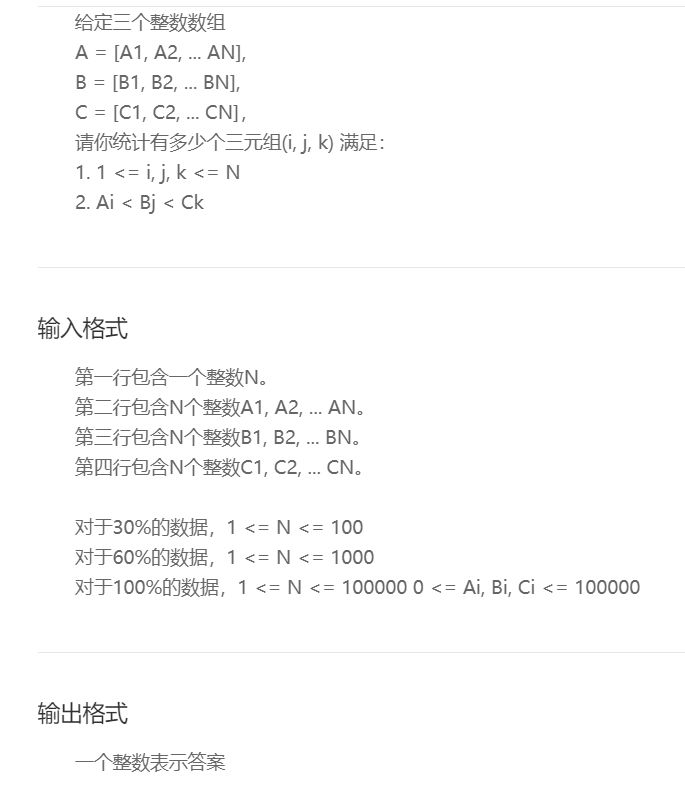 给定三个整数数组
A = [A1, A2, ... AN],
B = [B1, B2, ... BN],
C = [C1, C2, ... CN]，
请你统计有多少个三元组(i, j, k) 满足：
1. 1 <= i, j, k <= N
2. Ai < Bj < Ck
输入格式
第一行包含一个整数N。
第二行包含N个整数A1, A2, ... AN。
第三行包含N个整数B1, B2, ... BN。
第四行包含N个整数C1, C2, ... CN。
对于30%的数据，1 <= N <= 100
对于60%的数据，1 <= N <= 1000
对于100%的数据，1 <= N <= 100000 0 <= Ai, Bi, Ci <= 100000
输出格式
一个整数表示答案